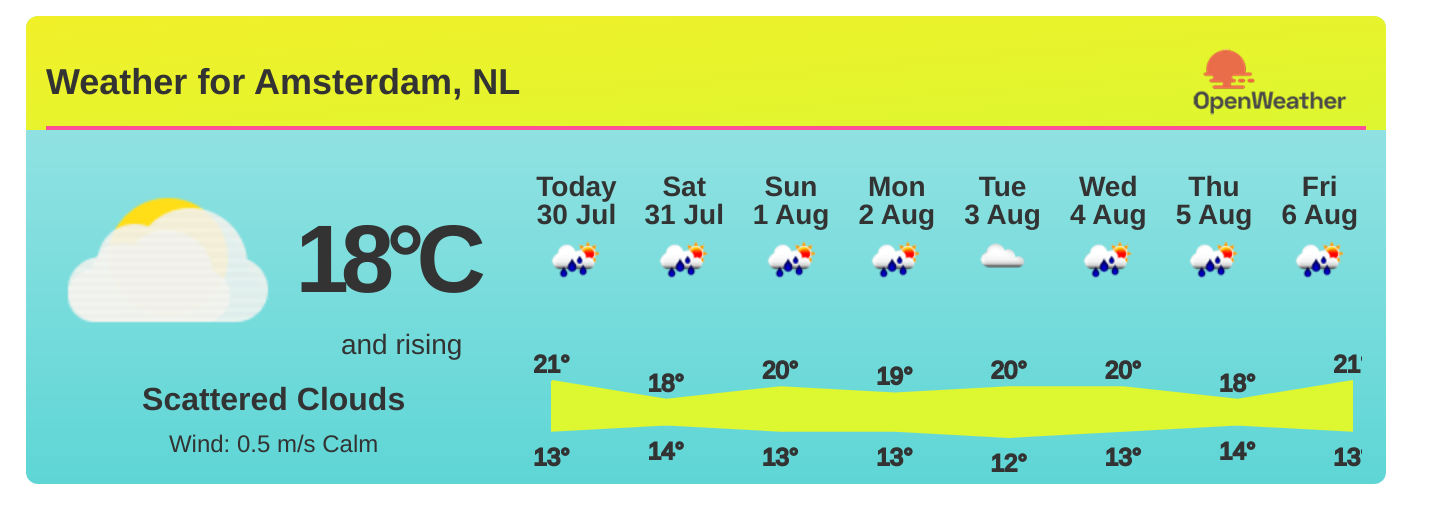 Weather for Amsterdam, NL
OpenWeather
18°C
and rising
Scattered Clouds
Wind: 0.5 m/s Calm
Today Sat Sun Mon Tue Wed Thu Fri
30 Jul 31 Jul 1 Aug 2 Aug 3 Aug 4 Aug 5 Aug 6 Aug
21° 18° 20° 19° 20° 20° 18° 21°
13° 14° 13° 13° 12° 13° 14° 13°